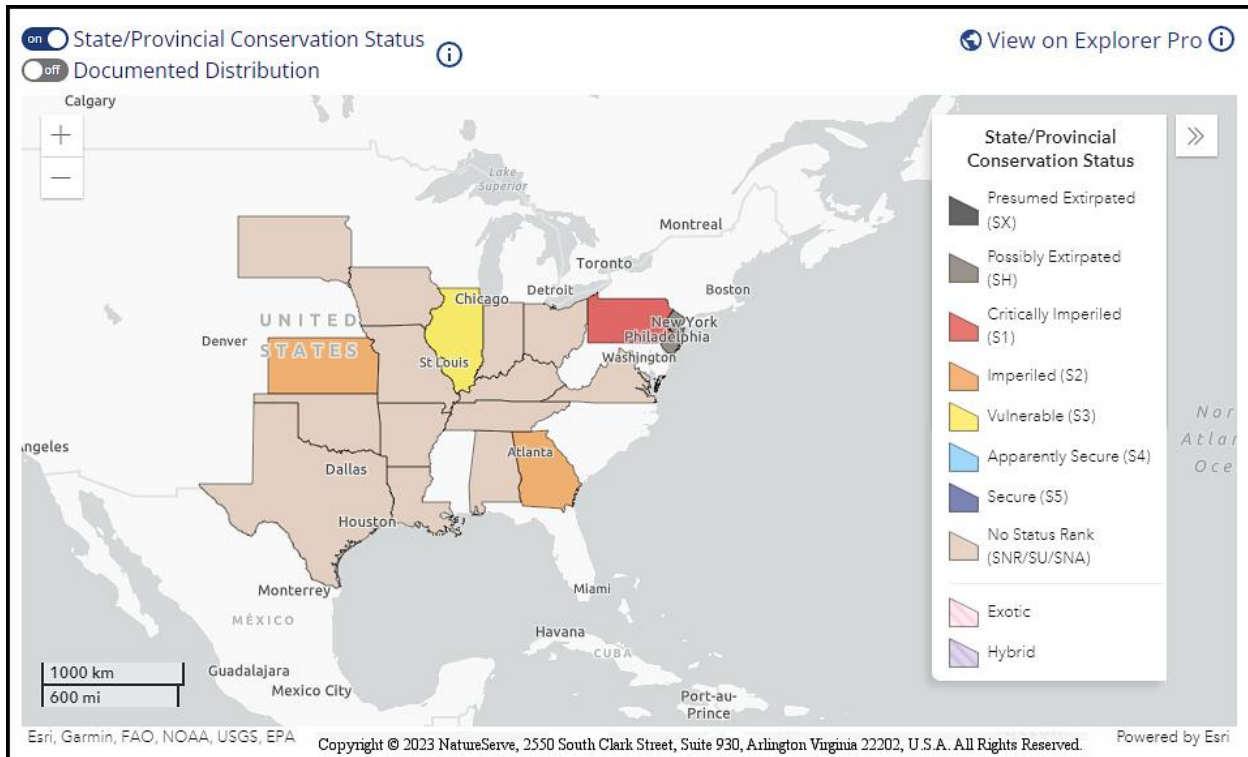 on State/Provincial Conservation Status
off Documented Distribution
View on Explorer Pro
Calgary
Lake
Superior
Montreal
Toronto
Boston
Detroit
Chicago
New York
Philadelphia
UNITED
STATES
Denver
Washington
St Louis
Angeles
Atlanta
Dallas
Houston
Monterrey
Miami
MÉXICO
Havana
CUBA
Guadalajara
Mexico City
Port-au-
Prince
1000 km
600 mi
Nor
Atlar
Oce
State/Provincial
Conservation Status
Presumed Extirpated
(SX)
Possibly Extirpated
(SH)
Critically Imperiled
(S1)
Imperiled (S2)
Vulnerable (S3)
Apparently Secure (S4)
Secure (S5)
No Status Rank
(SNR/SU/SNA)
Exotic
Hybrid
Esri, Garmin, FAO, NOAA, USGS, EPA
Copyright © 2023 NatureServe, 2550 South Clark Street, Suite 930, Arlington Virginia 22202, U.S.A. All Rights Reserved.
Powered by Esri